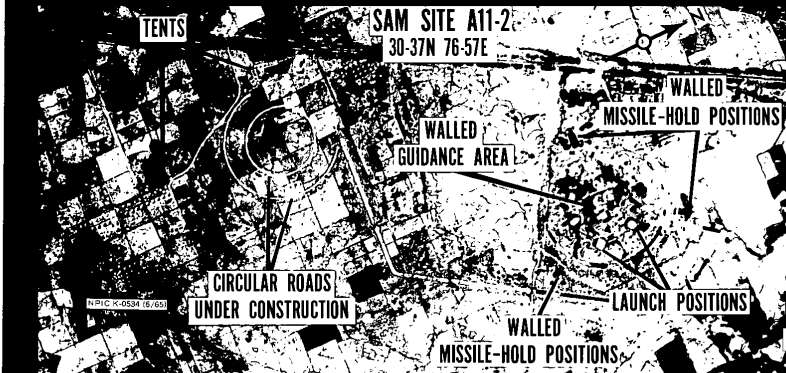 TENTS
SAM SITE A11-2
30-37N 76-57E
N
WALLED
MISSILE-HOLD POSITIONS
WALLED
GUIDANCE AREA
CIRCULAR ROADS
UNDER CONSTRUCTION
NPIC K-0534 (6/65)
LAUNCH POSITIONS
WALLED
MISSILE-HOLD POSITIONS